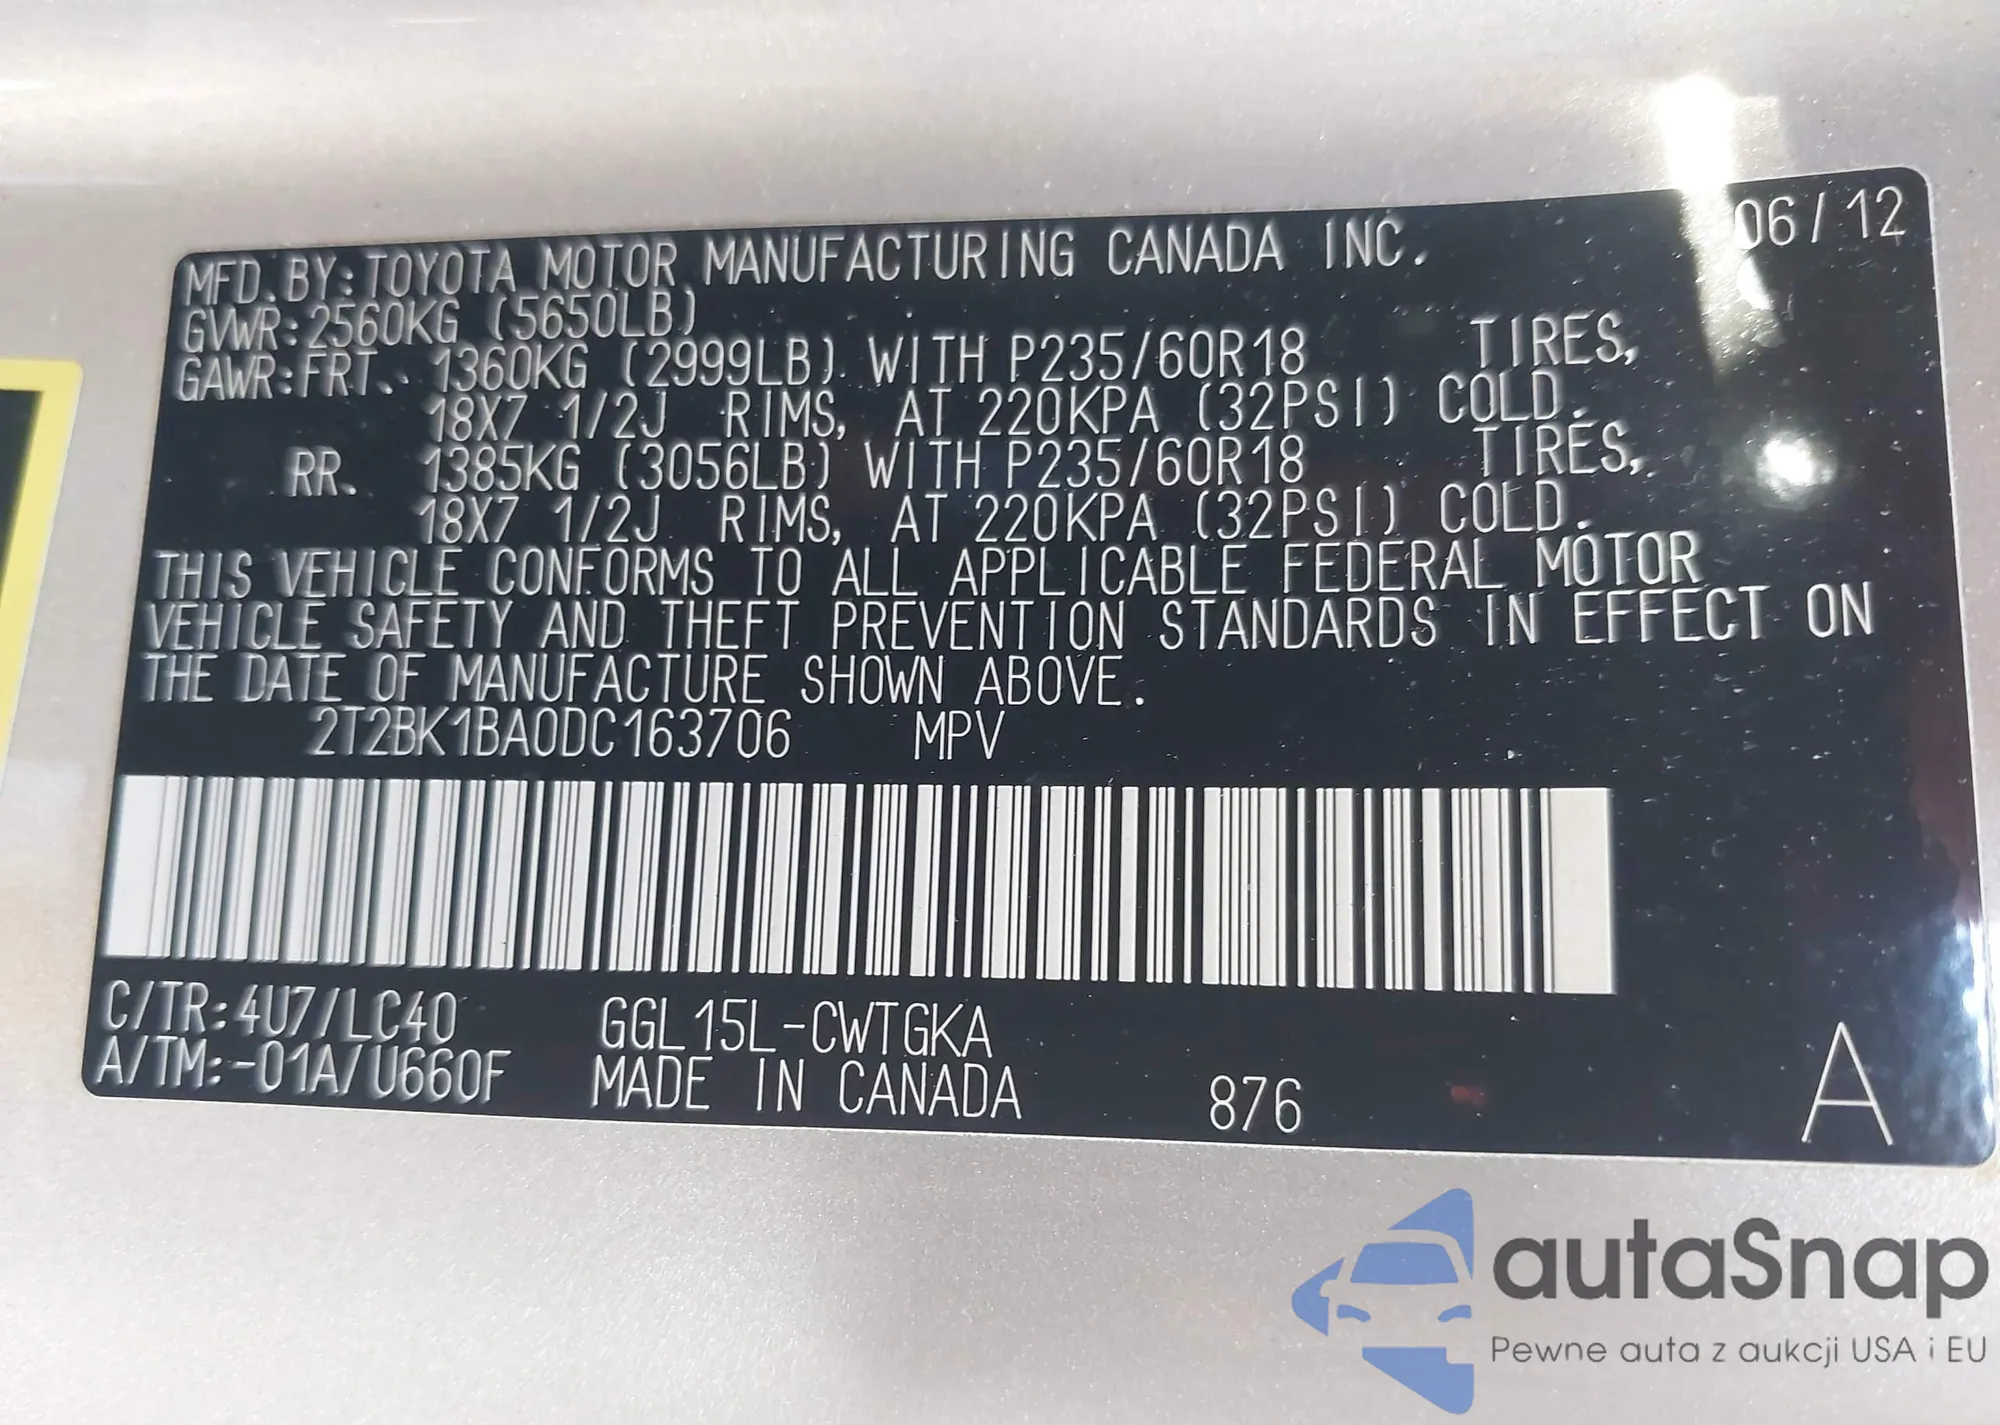 06/12
MFD. BY: TOYOTA MOTOR MANUFACTURING CANADA INC.
GVWR: 2560KG (5650LB)
GAWR: FRT. 1360KG (2999LB) WITH P235/60R18 TIRES,
18X7 1/2J RIMS, AT 220KPA (32PSI) COLD.
RR. 1385KG (3056LB) WITH P235/60R18 TIRES,
18X7 1/2J RIMS, AT 220KPA (32PSI) COLD.
THIS VEHICLE CONFORMS TO ALL APPLICABLE FEDERAL MOTOR
VEHICLE SAFETY AND THEFT PREVENTION STANDARDS IN EFFECT ON
THE DATE OF MANUFACTURE SHOWN ABOVE.
2T2BK1BA0DC163706 MPV
C/TR: 4U7/LC40 GGL15L-CWTGKA
A/TM: -01A/U660F MADE IN CANADA 876 A
autaSnap
Pewne auta z aukcji USA i EU